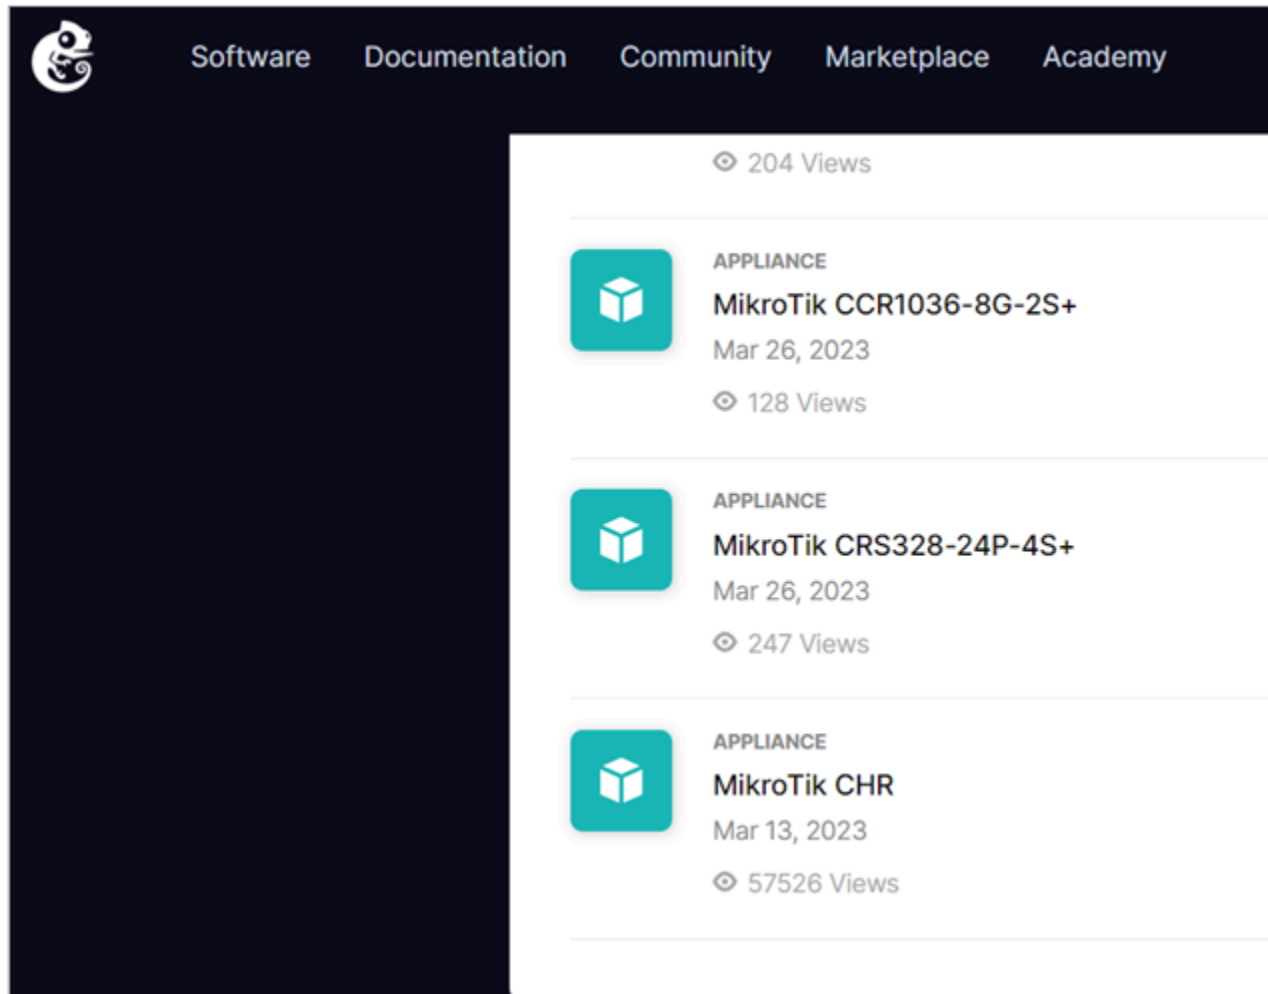 Software Documentation Community Marketplace Academy
204 Views
APPLIANCE
MikroTik CCR1036-8G-2S+
Mar 26, 2023
128 Views
APPLIANCE
MikroTik CRS328-24P-4S+
Mar 26, 2023
247 Views
APPLIANCE
MikroTik CHR
Mar 13, 2023
57526 Views